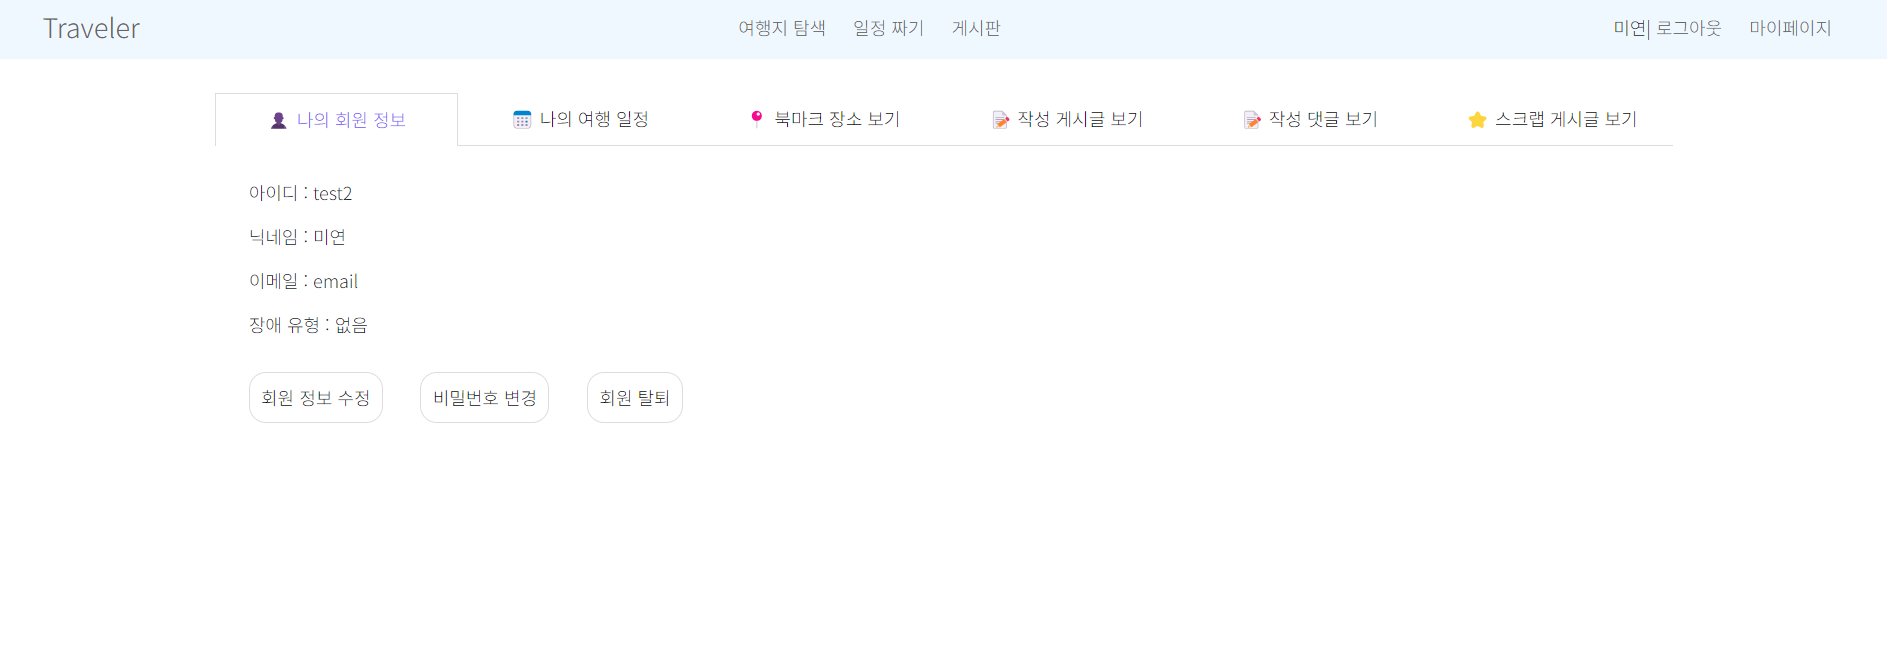 Traveler 여행지 탐색 일정 짜기 게시판 미연| 로그아웃 마이페이지
나의 회원 정보 나의 여행 일정 북마크 장소 보기 작성 게시글 보기 작성 댓글 보기 스크랩 게시글 보기
아이디 : test2
닉네임 : 미연
이메일 : email
장애 유형 : 없음
회원 정보 수정 비밀번호 변경 회원 탈퇴